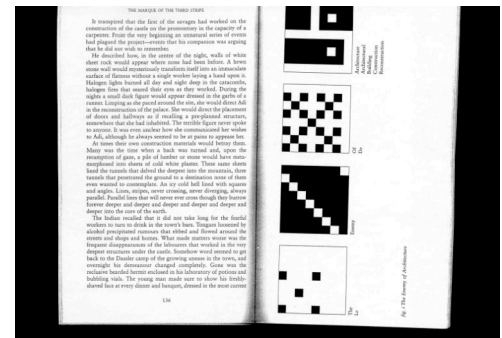 THE MASQUE OF THE THIRD STRIPE
It transpired that the first of the savages had worked on the
construction of the castle on the promontory in the capacity of a
carpenter. From the very beginning an unnatural series of events
had plagued the project—events that his companion was arguing
that he did not wish to remember.
He described how, in the centre of the night, walls of white
sheet rock would appear where none had been before. A hewn
stone wall would mysteriously transform itself into an immaculate
surface of flatness without a single worker laying a hand upon it.
Halogen lights burned all day and night deep in the catacombs,
halogen fires that seared their eyes as they worked. During the
nights a small dark figure would appear dressed in the garbs of a
runner. Limping as she paced around the site, she would direct Adi
in the reconstruction of the palace. She would direct the placement
of doors and hallways as if recalling a pre-planned structure,
somewhere that she had inhabited. The terrible figure never spoke
to anyone. It was even unclear how she communicated her wishes
to Adi, although he always seemed to be at pains to appease her.
At times their own construction materials would betray them.
Many was the time when a back was turned and, upon the
resumption of gaze, a pile of lumber or stone would have meta-
morphosed into sheets of cold white plaster. These same sheets
lined the tunnels that delved deepest into the mountain, three
tunnels that penetrated the ground to a destination none of them
even wanted to contemplate. An icy cold hell lined with squares
and angles. Lines, stripes, never crossing, never diverging, always
parallel. Parallel lines that will never ever cross though they burrow
forever deeper and deeper and deeper and deeper and deeper and
deeper into the core of the earth.
The Indian recalled that it did not take long for the fearful
workers to turn to drink in the town's bars. Tongues loosened by
alcohol precipitated rumours that ebbed and flowed around the
streets and shops and homes. What made matters worse was the
frequent disappearances of the labourers that worked in the very
deepest structures under the castle. Somehow word seemed to get
back to the Dassler camp of the growing unease in the town, and
overnight his demeanour changed completely. Gone was the
reclusive bearded hermit enclosed in his laboratory of potions and
bubbling vials. The young man made sure to show his freshly-
shaved face at every dinner and banquet, dressed in the most current
136
Architecture
Architectural
Building
Construction
Reconstruction
Of
De
Enemy
The
Le
Fig. 1 The Enemy of Architecture